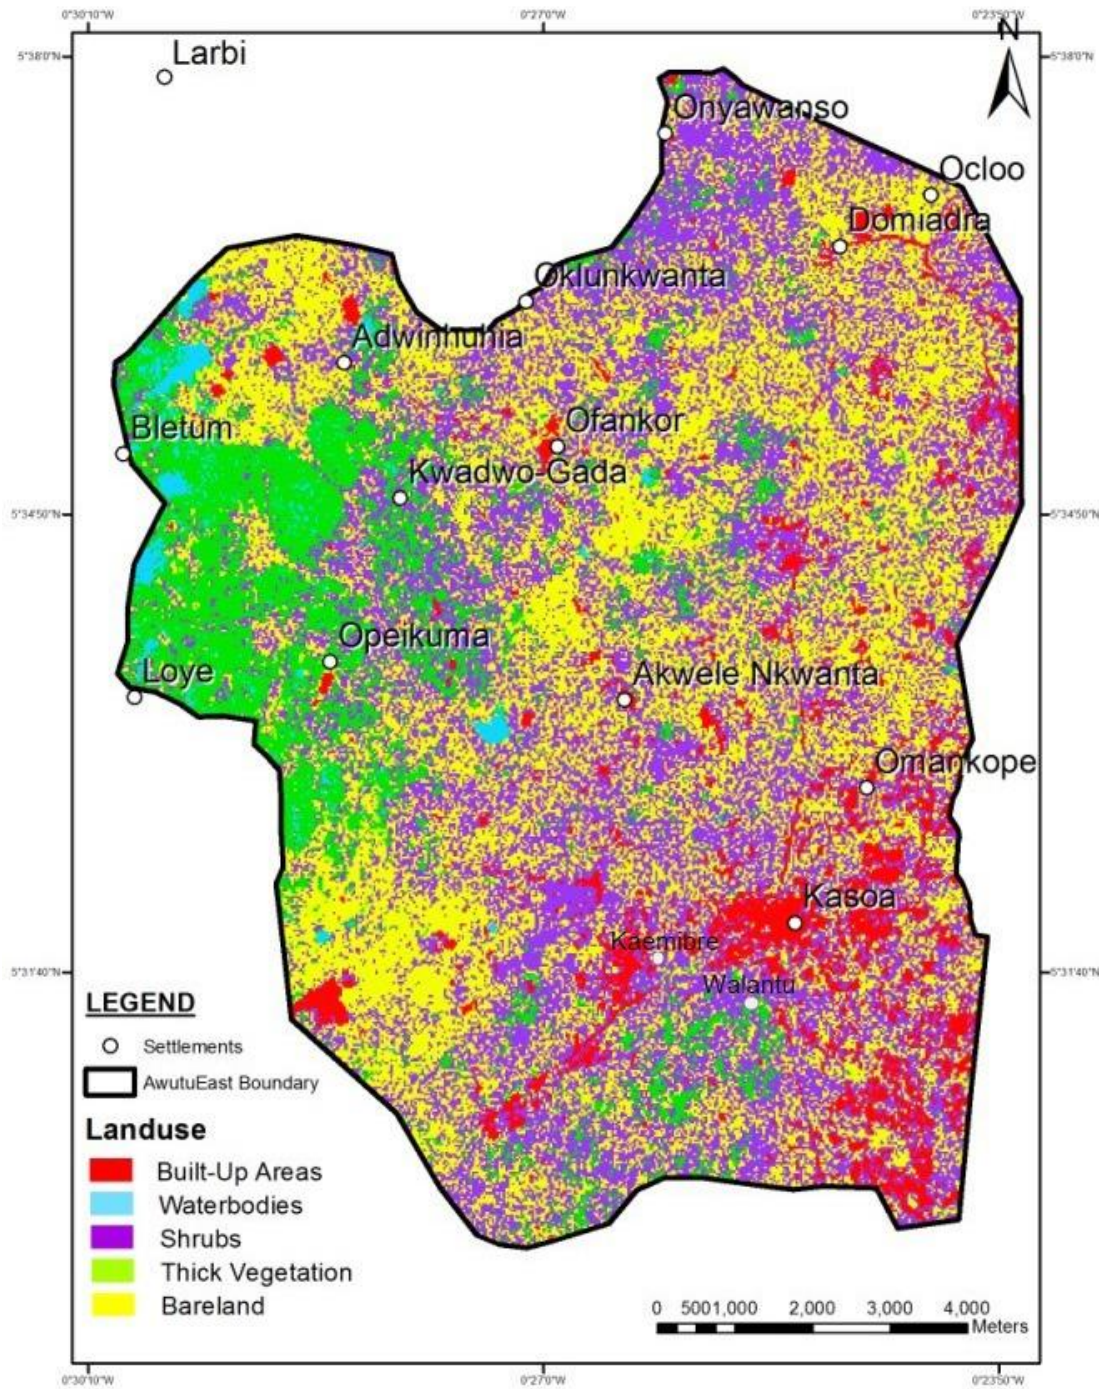 0°30'10"W 0°27'0"W 0°23'50"W
N
5°38'0"N 5°38'0"N
Larbi
Onyawanso
Ocloo
Domiadra
Oklunkwanta
Adwinhuhia
Ofankor
Bletum
Kwadwo-Gada
5°34'50"N 5°34'50"N
Opeikuma
Loye
Akwele Nkwanta
Omankope
Kasoa
Kaemibre
5°31'40"N 5°31'40"N
Walantu
LEGEND
Settlements
AwutuEast Boundary
Landuse
Built-Up Areas
Waterbodies
Shrubs
Thick Vegetation
Bareland
0 5001,000 2,000 3,000 4,000
Meters
0°30'10"W 0°27'0"W 0°23'50"W